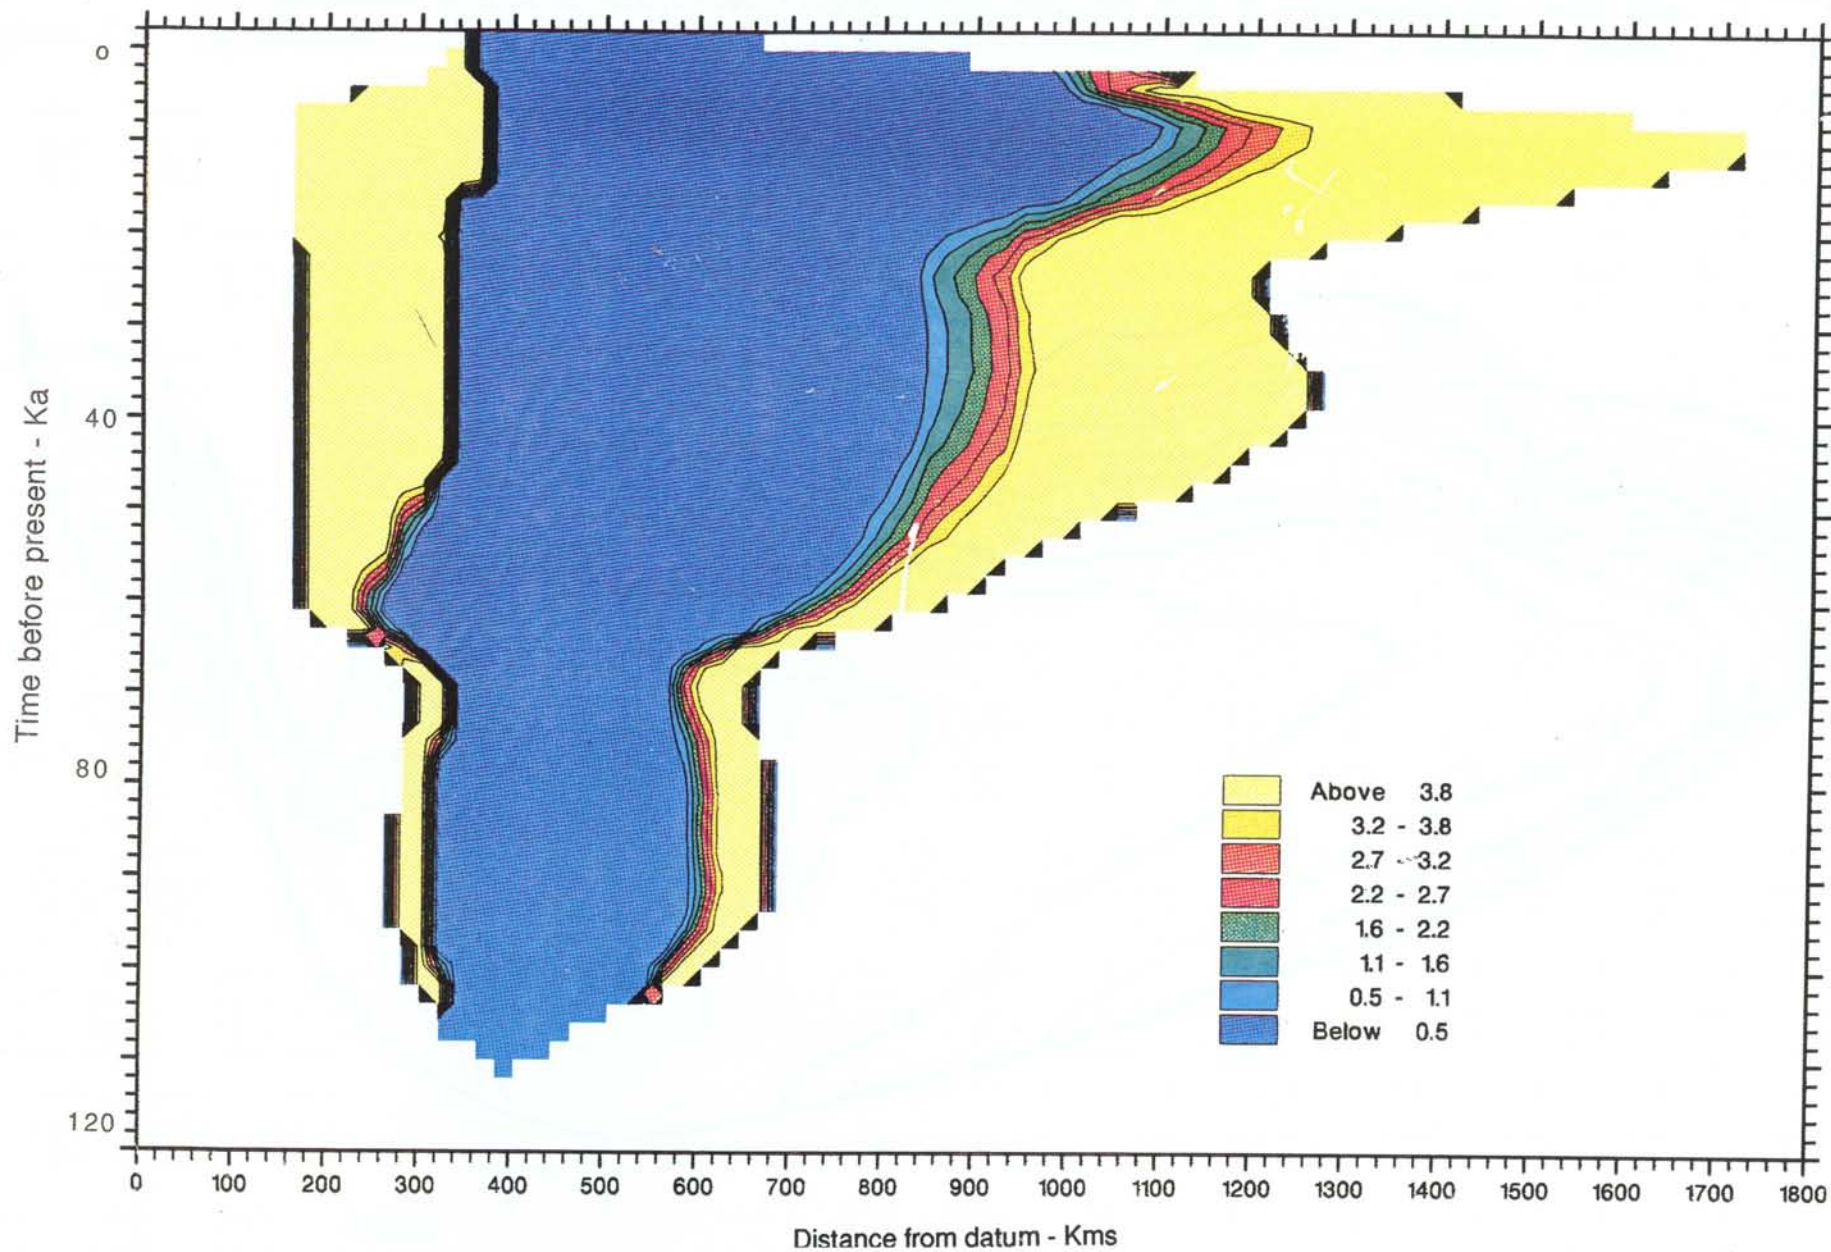 0
40
80
120
Time before present - Ka
Above 3.8
3.2 - 3.8
2.7 - 3.2
2.2 - 2.7
1.6 - 2.2
1.1 - 1.6
0.5 - 1.1
Below 0.5
0 100 200 300 400 500 600 700 800 900 1000 1100 1200 1300 1400 1500 1600 1700 1800
Distance from datum - Kms